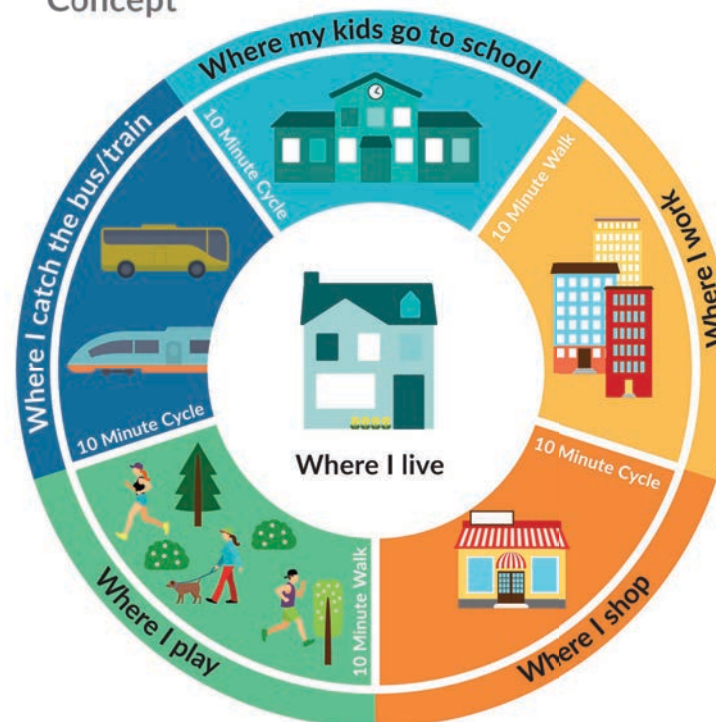 Concept
Where my kids go to school
10 Minute Cycle
10 Minute Walk
Where I work
Where I catch the bus/train
10 Minute Cycle
Where I live
10 Minute Cycle
Where I shop
10 Minute Walk
Where I play